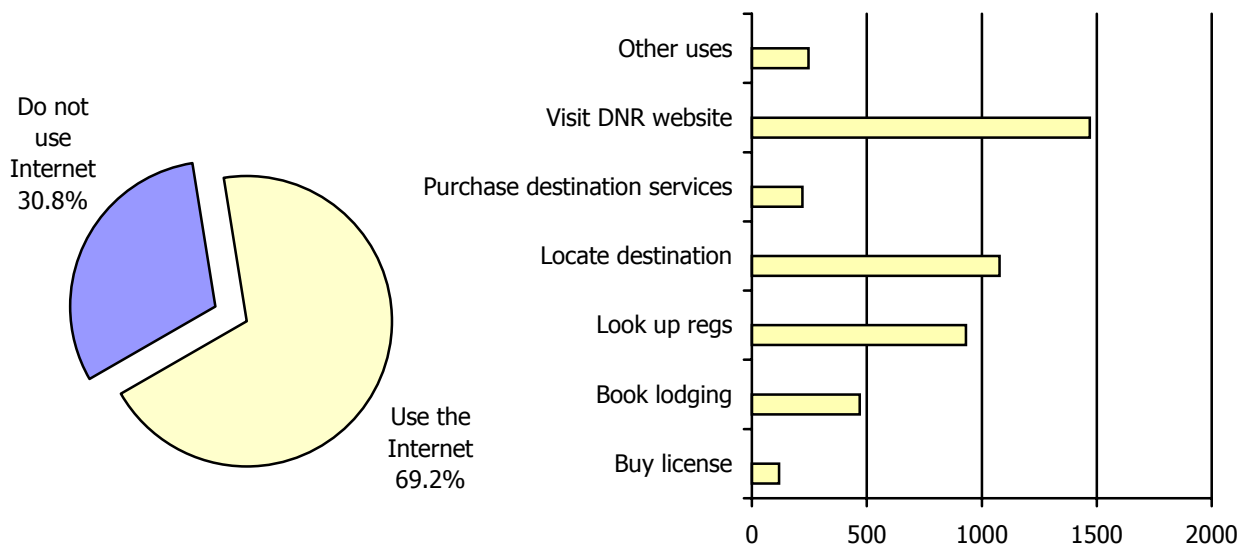 Do not
use
Internet
30.8%
Use the
Internet
69.2%
Other uses
Visit DNR website
Purchase destination services
Locate destination
Look up regs
Book lodging
Buy license
0 500 1000 1500 2000